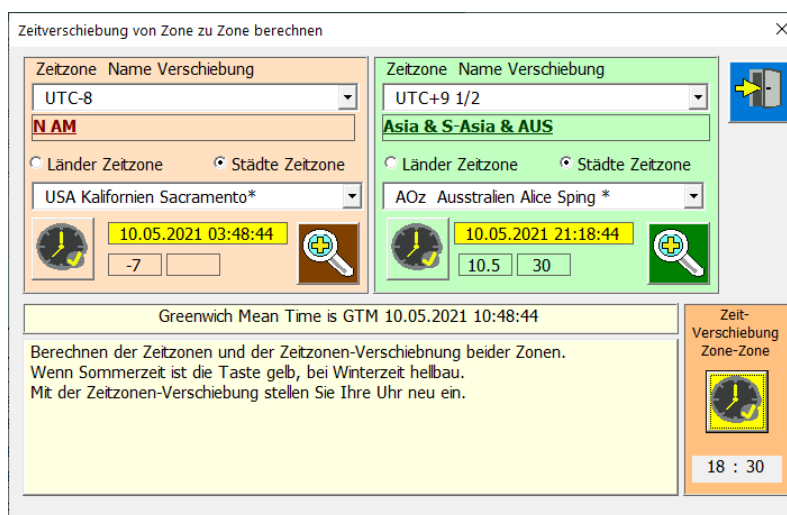 Zeitverschiebung von Zone zu Zone berechnen
Zeitzone Name Verschiebung
UTC-8
N AM
Länder Zeitzone
Städte Zeitzone
USA Kalifornien Sacramento*
10.05.2021 03:48:44
-7
Zeitzone Name Verschiebung
UTC+9 1/2
Asia & S-Asia & AUS
Länder Zeitzone
Städte Zeitzone
AOz Ausstralien Alice Sping *
10.05.2021 21:18:44
10.5
30
Greenwich Mean Time is GTM 10.05.2021 10:48:44
Berechnen der Zeitzonen und der Zeitzonen-Verschiebnung beider Zonen.
Wenn Sommerzeit ist die Taste gelb, bei Winterzeit hellbau.
Mit der Zeitzonen-Verschiebung stellen Sie Ihre Uhr neu ein.
Zeit-
Verschiebung
Zone-Zone
18 : 30